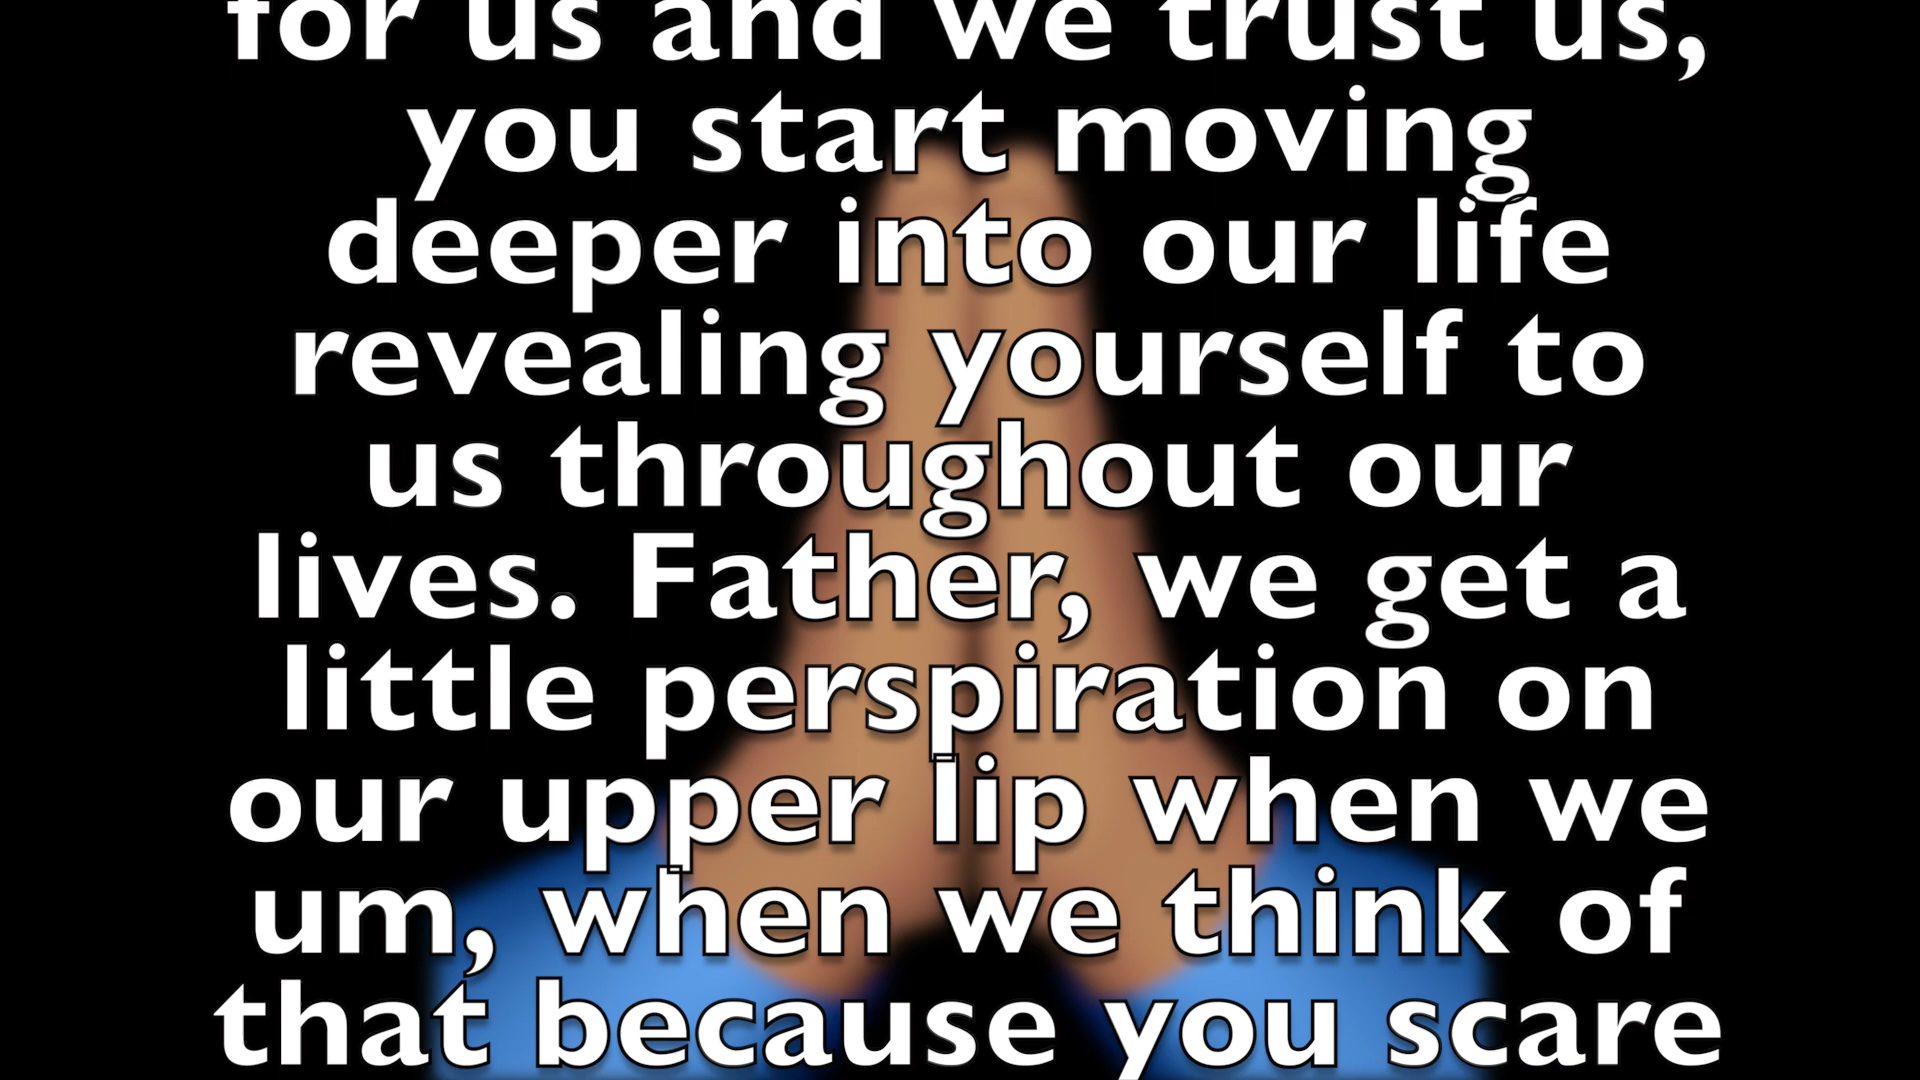 for us and we trust us,
you start moving
deeper into our life
revealing yourself to
us throughout our
lives. Father, we get a
little perspiration on
our upper lip when we
um, when we think of
that because you scare